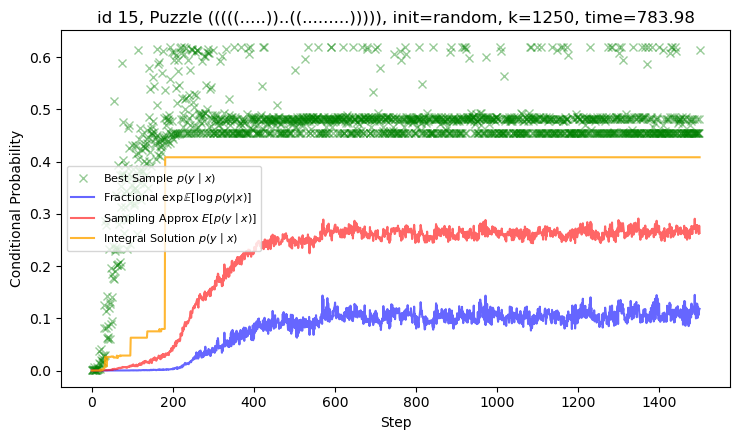 id 15, Puzzle (((((.....))..((.........))))), init=random, k=1250, time=783.98
Conditional Probability
0.6
0.5
0.4
0.3
0.2
0.1
0.0
Best Sample p(y | x)
Fractional exp 𝔼[log p(y|x)]
Sampling Approx E[p(y | x)]
Integral Solution p(y | x)
0 200 400 600 800 1000 1200 1400
Step